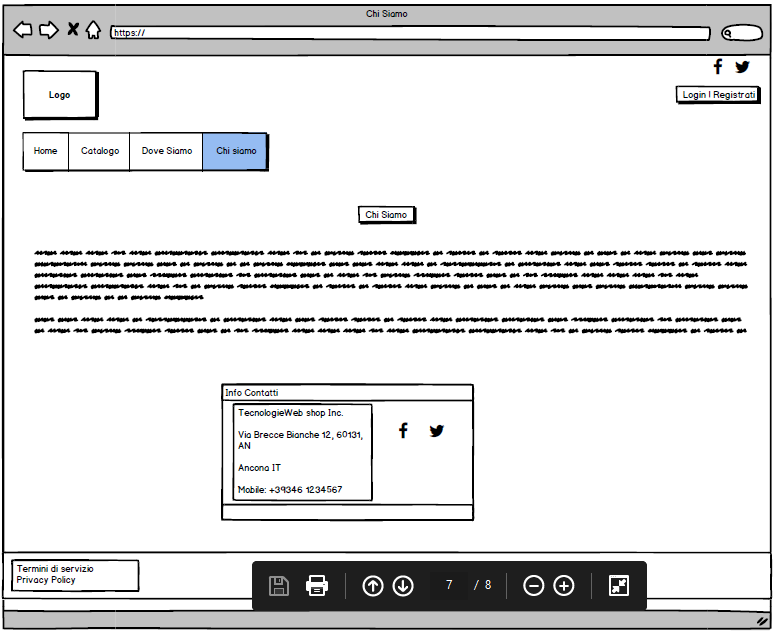 Chi Siamo
https://
Logo
Login | Registrati
Home
Catalogo
Dove Siamo
Chi siamo
Chi Siamo
Info Contatti
TecnologieWeb shop Inc.
Via Brecce Bianche 12, 60131,
AN
Ancona IT
Mobile: +39346 1234567
Termini di servizio
Privacy Policy
7 / 8